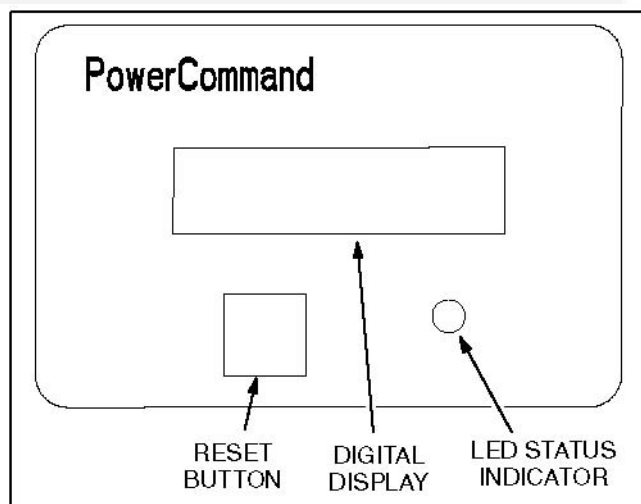 PowerCommand
RESET
BUTTON
DIGITAL
DISPLAY
LED STATUS
INDICATOR